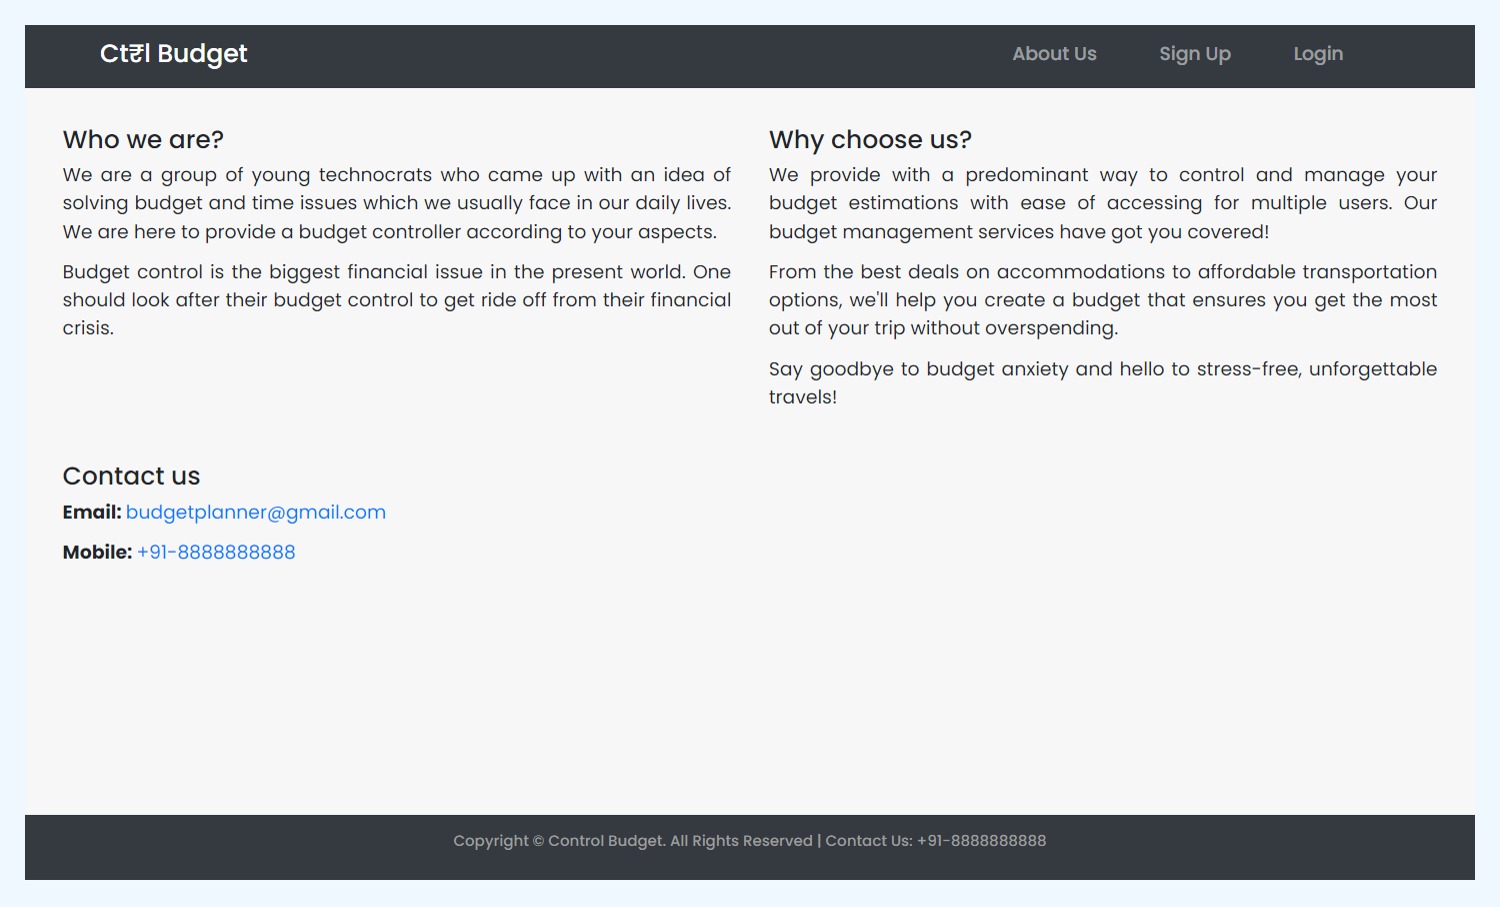 Ct₹l Budget
About Us
Sign Up
Login
Who we are?
We are a group of young technocrats who came up with an idea of
solving budget and time issues which we usually face in our daily lives.
We are here to provide a budget controller according to your aspects.
Budget control is the biggest financial issue in the present world. One
should look after their budget control to get ride off from their financial
crisis.
Why choose us?
We provide with a predominant way to control and manage your
budget estimations with ease of accessing for multiple users. Our
budget management services have got you covered!
From the best deals on accommodations to affordable transportation
options, we'll help you create a budget that ensures you get the most
out of your trip without overspending.
Say goodbye to budget anxiety and hello to stress-free, unforgettable
travels!
Contact us
Email: budgetplanner@gmail.com
Mobile: +91-8888888888
Copyright © Control Budget. All Rights Reserved | Contact Us: +91-8888888888